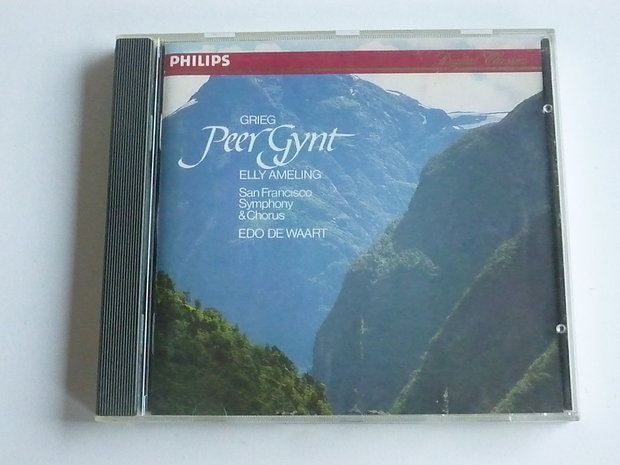 PHILIPS
Digital Classics
GRIEG
Peer Gynt
ELLY AMELING
San Francisco
Symphony
& Chorus
EDO DE WAART